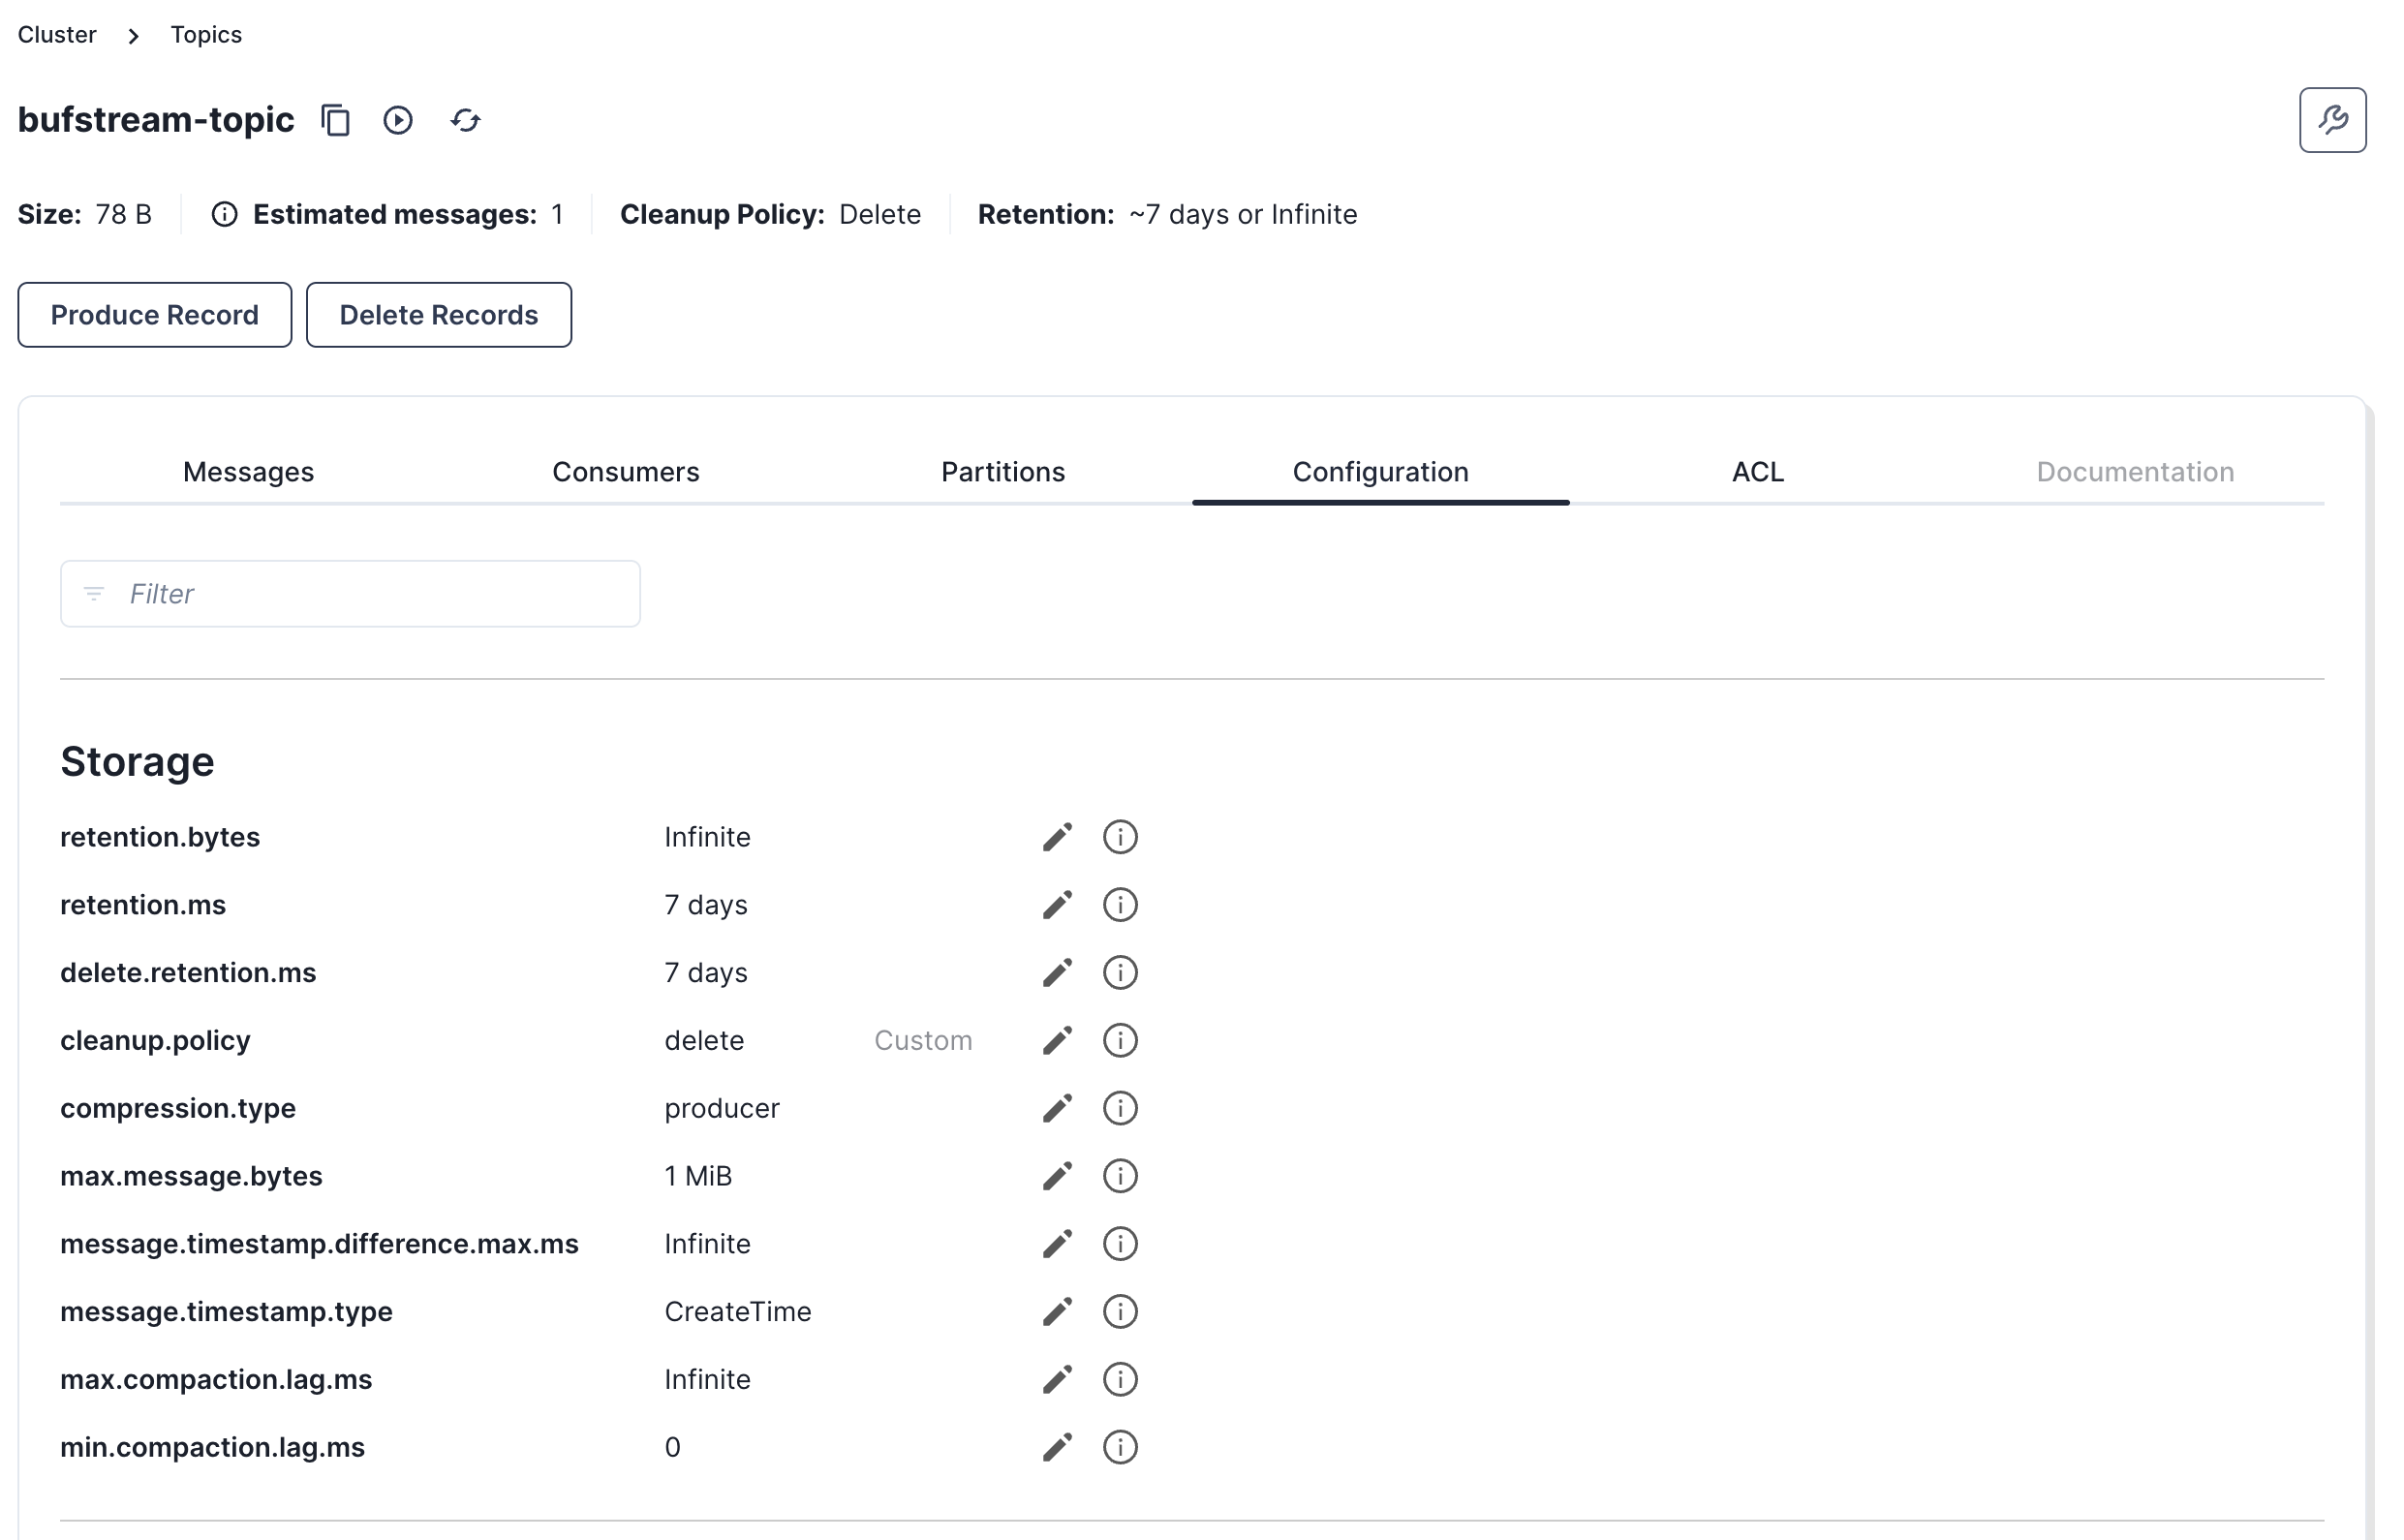 Cluster > Topics
bufstream-topic
Size: 78 B Estimated messages: 1 Cleanup Policy: Delete Retention: ~7 days or Infinite
Produce Record Delete Records
Messages Consumers Partitions Configuration ACL Documentation
Filter
Storage
retention.bytes Infinite
retention.ms 7 days
delete.retention.ms 7 days
cleanup.policy delete Custom
compression.type producer
max.message.bytes 1 MiB
message.timestamp.difference.max.ms Infinite
message.timestamp.type CreateTime
max.compaction.lag.ms Infinite
min.compaction.lag.ms 0